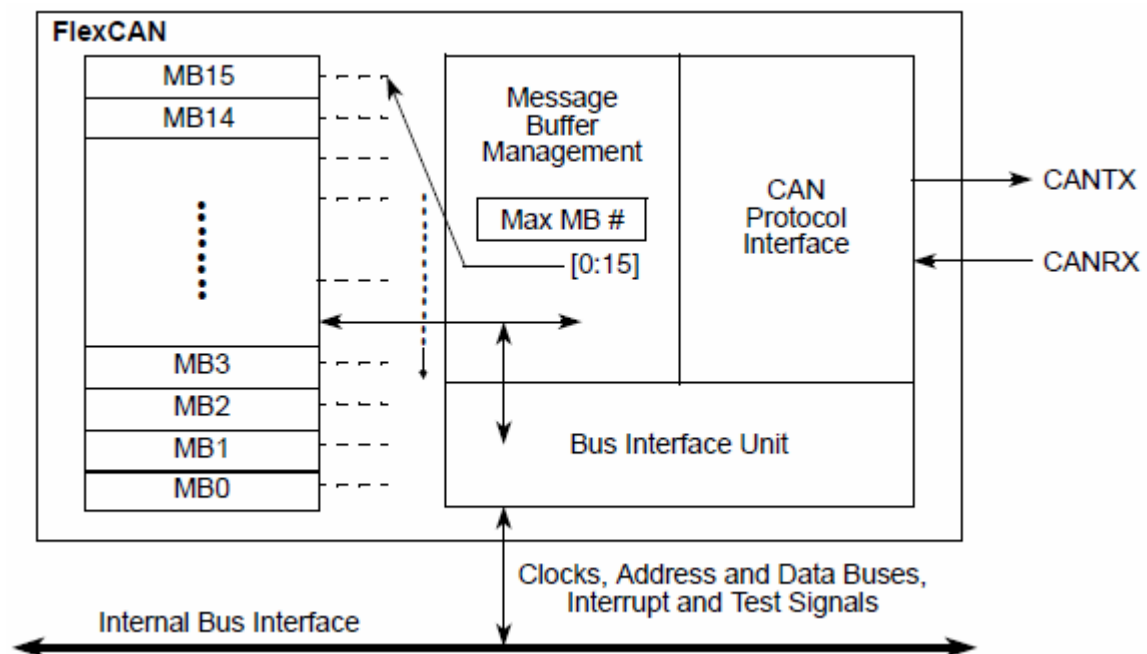 FlexCAN
MB15
MB14
MB3
MB2
MB1
MB0
Message
Buffer
Management
Max MB #
[0:15]
CAN
Protocol
Interface
CANTX
CANRX
Bus Interface Unit
Clocks, Address and Data Buses,
Interrupt and Test Signals
Internal Bus Interface